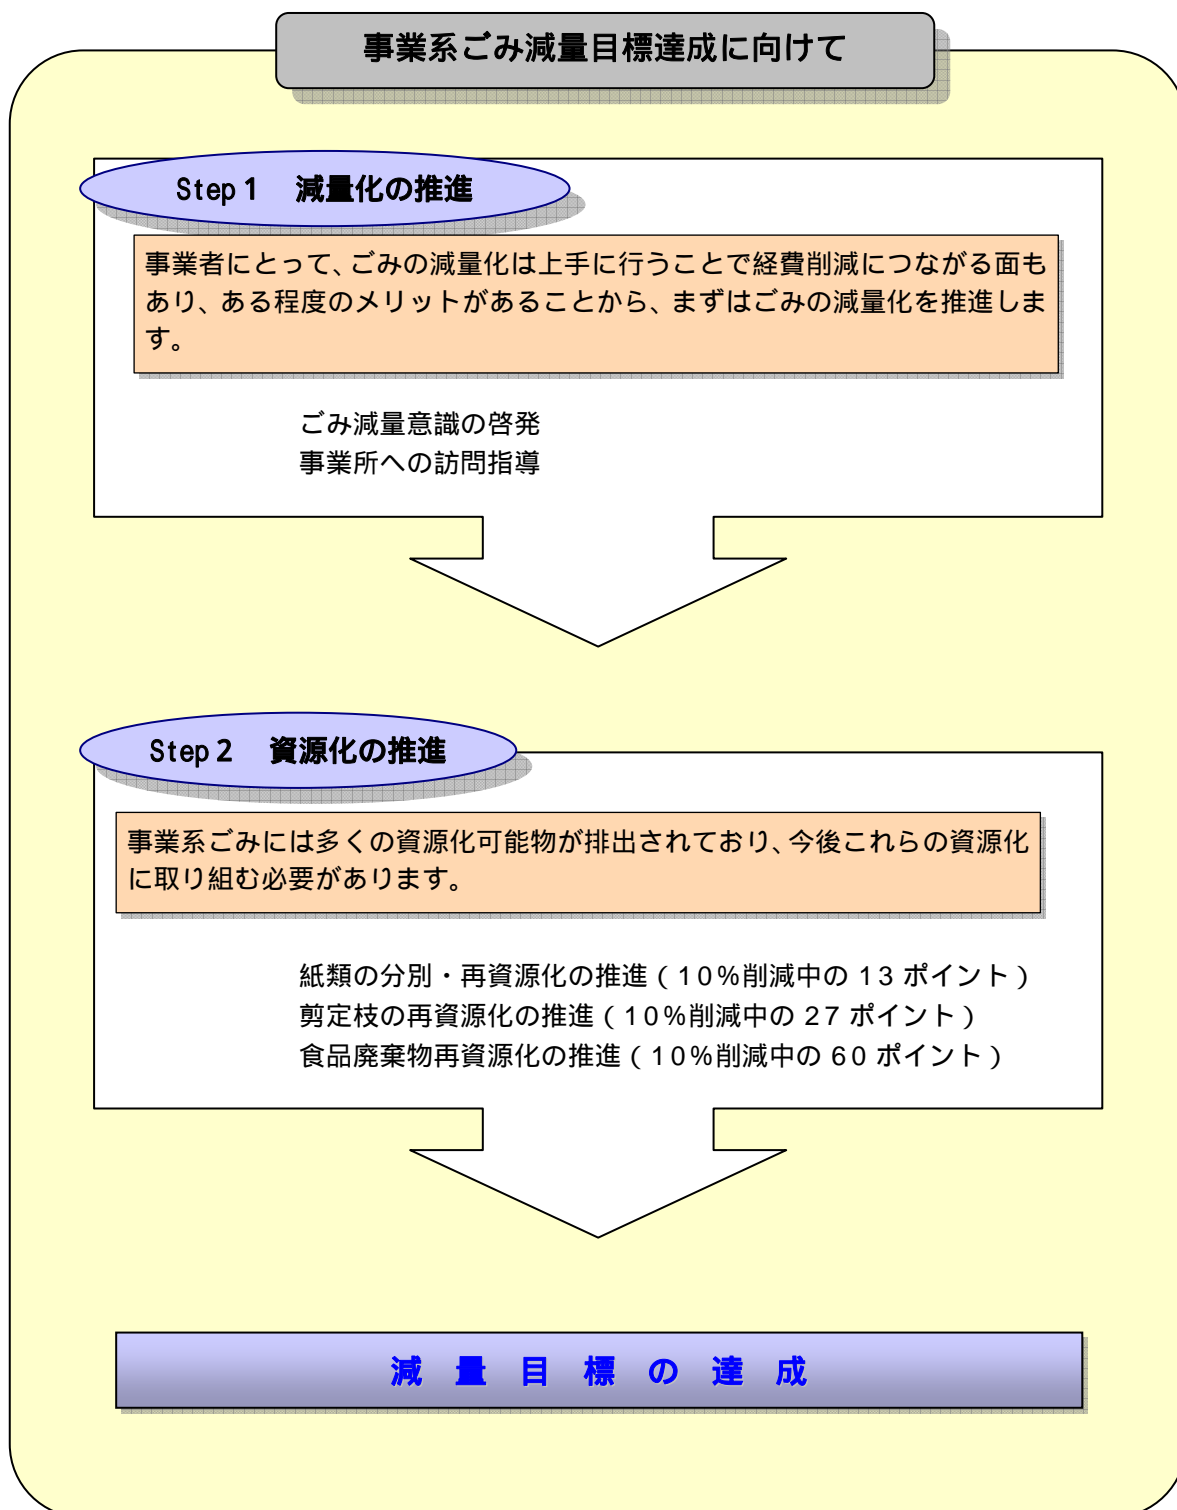 事業系ごみ減量目標達成に向けて
Step１　減量化の推進
事業者にとって、ごみの減量化は上手に行うことで経費削減につながる面も
あり、ある程度のメリットがあることから、まずはごみの減量化を推進しま
す。
ごみ減量意識の啓発
事業所への訪問指導
Step２　資源化の推進
事業系ごみには多くの資源化可能物が排出されており、今後これらの資源化
に取り組む必要があります。
紙類の分別・再資源化の推進（10％削減中の 13 ポイント）
剪定枝の再資源化の推進（10％削減中の 27 ポイント）
食品廃棄物再資源化の推進（10％削減中の 60 ポイント）
減　量　目　標　の　達　成